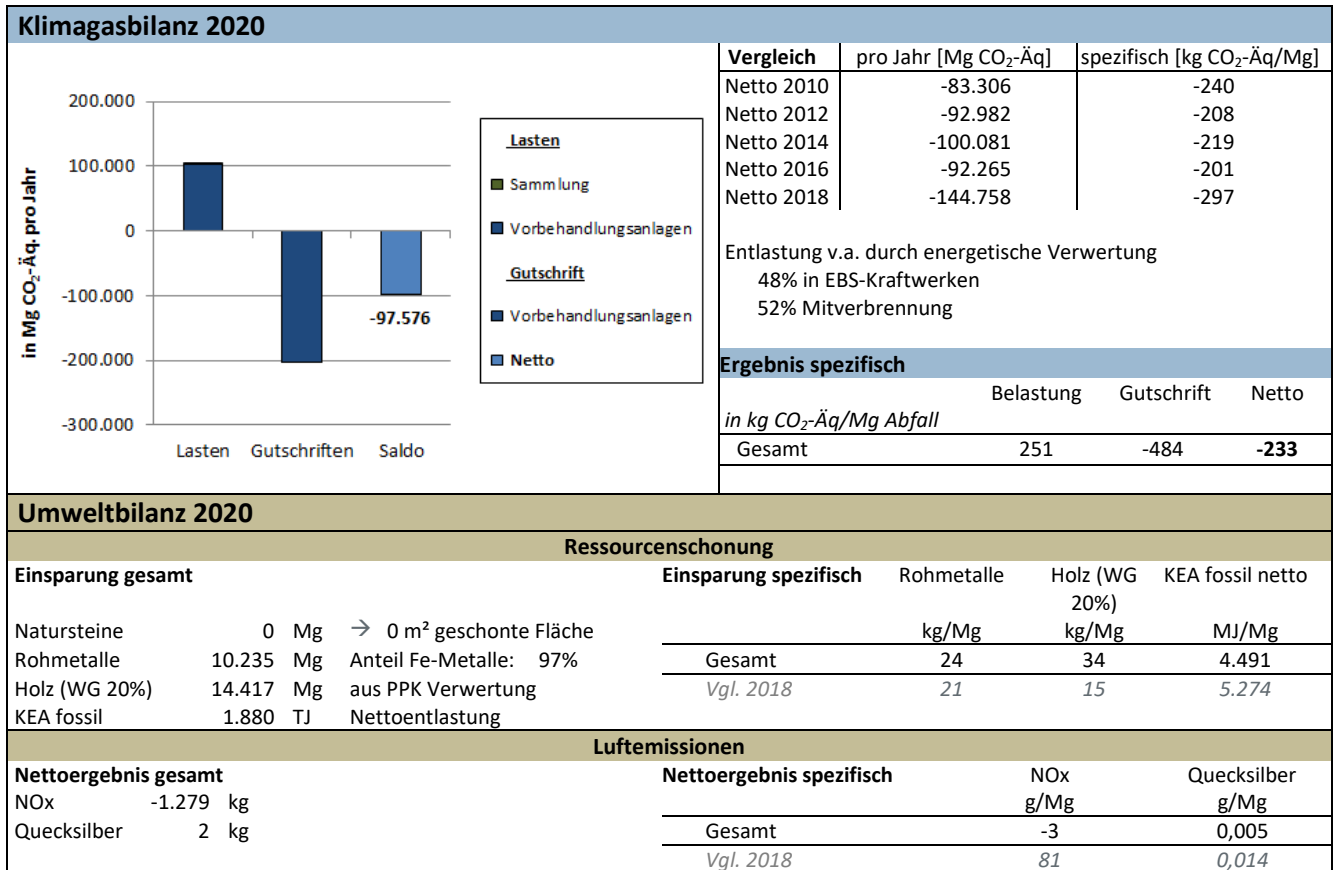 Klimagasbilanz 2020
in Mg CO₂-Äq. pro Jahr
200.000
100.000
0
-100.000
-200.000
-300.000
-97.576
Lasten Gutschriften Saldo
Lasten
Sammlung
Vorbehandlungsanlagen
Gutschrift
Vorbehandlungsanlagen
Netto
Vergleich pro Jahr [Mg CO₂-Äq] spezifisch [kg CO₂-Äq/Mg]
Netto 2010 -83.306 -240
Netto 2012 -92.982 -208
Netto 2014 -100.081 -219
Netto 2016 -92.265 -201
Netto 2018 -144.758 -297
Entlastung v.a. durch energetische Verwertung
48% in EBS-Kraftwerken
52% Mitverbrennung
Ergebnis spezifisch
Belastung Gutschrift Netto
in kg CO₂-Äq/Mg Abfall
Gesamt 251 -484 -233
Umweltbilanz 2020
Ressourcenschonung
Einsparung gesamt
Natursteine 0 Mg → 0 m² geschonte Fläche
Rohmetalle 10.235 Mg Anteil Fe-Metalle: 97%
Holz (WG 20%) 14.417 Mg aus PPK Verwertung
KEA fossil 1.880 TJ Nettoentlastung
Einsparung spezifisch Rohmetalle Holz (WG KEA fossil netto
20%)
kg/Mg kg/Mg MJ/Mg
Gesamt 24 34 4.491
Vgl. 2018 21 15 5.274
Luftemissionen
Nettoergebnis gesamt
NOx -1.279 kg
Quecksilber 2 kg
Nettoergebnis spezifisch NOx Quecksilber
g/Mg g/Mg
Gesamt -3 0,005
Vgl. 2018 81 0,014